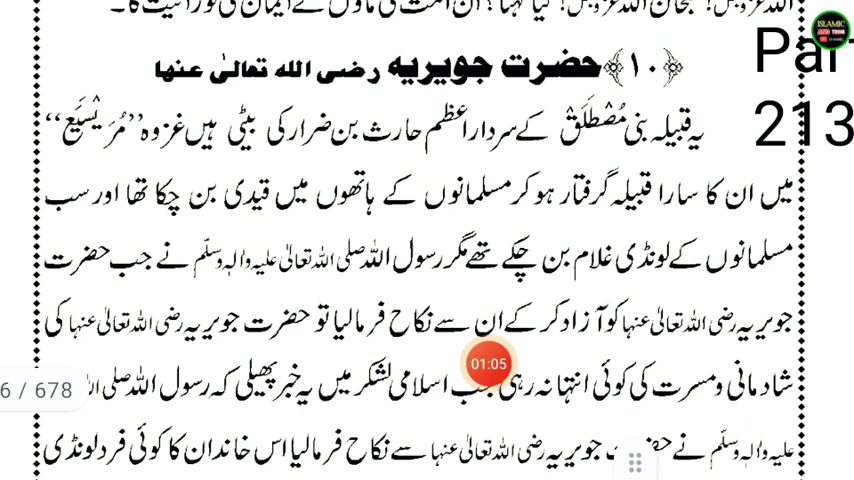 اللہ عزوجل! سبحان اللہ عزوجل! کیا کہنا؟ ان امت کی ماؤں کے ایمان کی نورانیت کا۔
﴿۱۰﴾ حضرت جویریہ رضی اللہ تعالیٰ عنہا
یہ قبیلہ بنی مُصْطَلَقْ کے سردار اعظم حارث بن ضرار کی بیٹی ہیں غزوہ ’’مُرَیْسِیْع‘‘
میں ان کا سارا قبیلہ گرفتار ہو کر مسلمانوں کے ہاتھوں میں قیدی بن چکا تھا اور سب
مسلمانوں کے لونڈی غلام بن چکے تھے مگر رسول اللہ صلی اللہ تعالیٰ علیہ والہٖ وسلّم نے جب حضرت
جویریہ رضی اللہ تعالیٰ عنہا کو آزاد کر کے ان سے نکاح فرمالیا تو حضرت جویریہ رضی اللہ تعالیٰ عنہا کی
شادمانی و مسرت کی کوئی انتہا نہ رہی اسلامی لشکر میں یہ خبر پھیلی کہ رسول اللہ صلی
علیہ والہٖ وسلّم نے جویریہ رضی اللہ تعالیٰ عنہا سے نکاح فرمالیا اس خاندان کا کوئی فرد لونڈی
Part
213
01:05
6 / 678
ISLAMIC
AND TECH